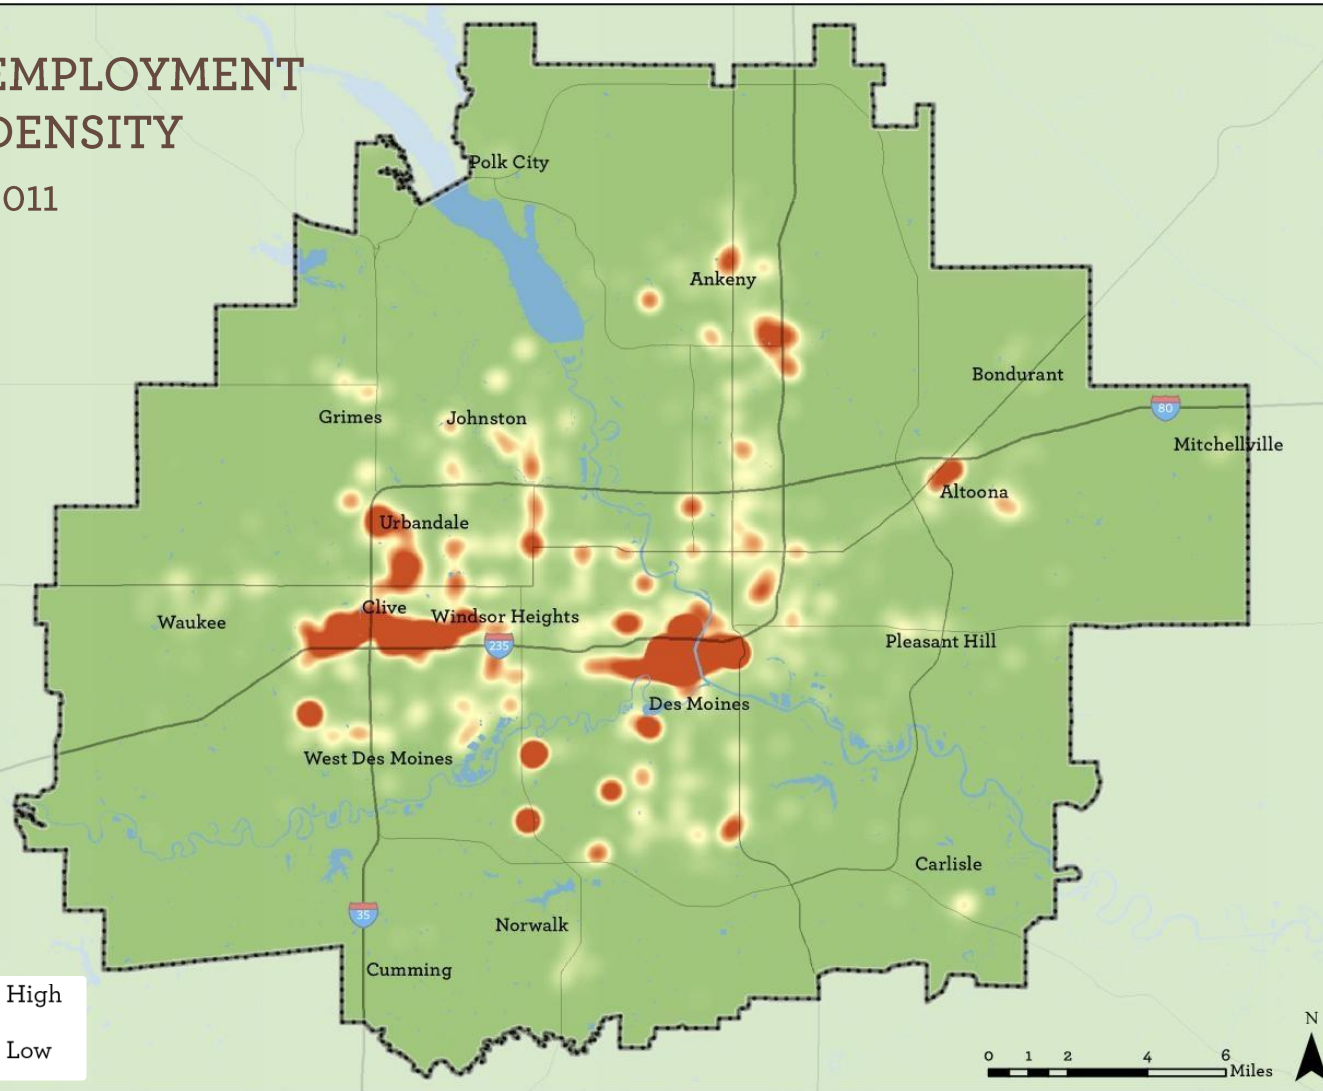 EMPLOYMENT
DENSITY
011
Polk City
Ankeny
Bondurant
80
Grimes
Johnston
Mitchellville
Altoona
Urbandale
Clive
Windsor Heights
Waukee
235
Pleasant Hill
Des Moines
West Des Moines
Carlisle
35
Norwalk
Cumming
High
Low
N
0 1 2 4 6
Miles